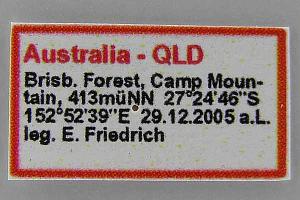 Australia - QLD
Brisb. Forest, Camp Moun-
tain, 413müNN 27°24'46"S
152°52'39"E 29.12.2005 a.L.
leg. E. Friedrich